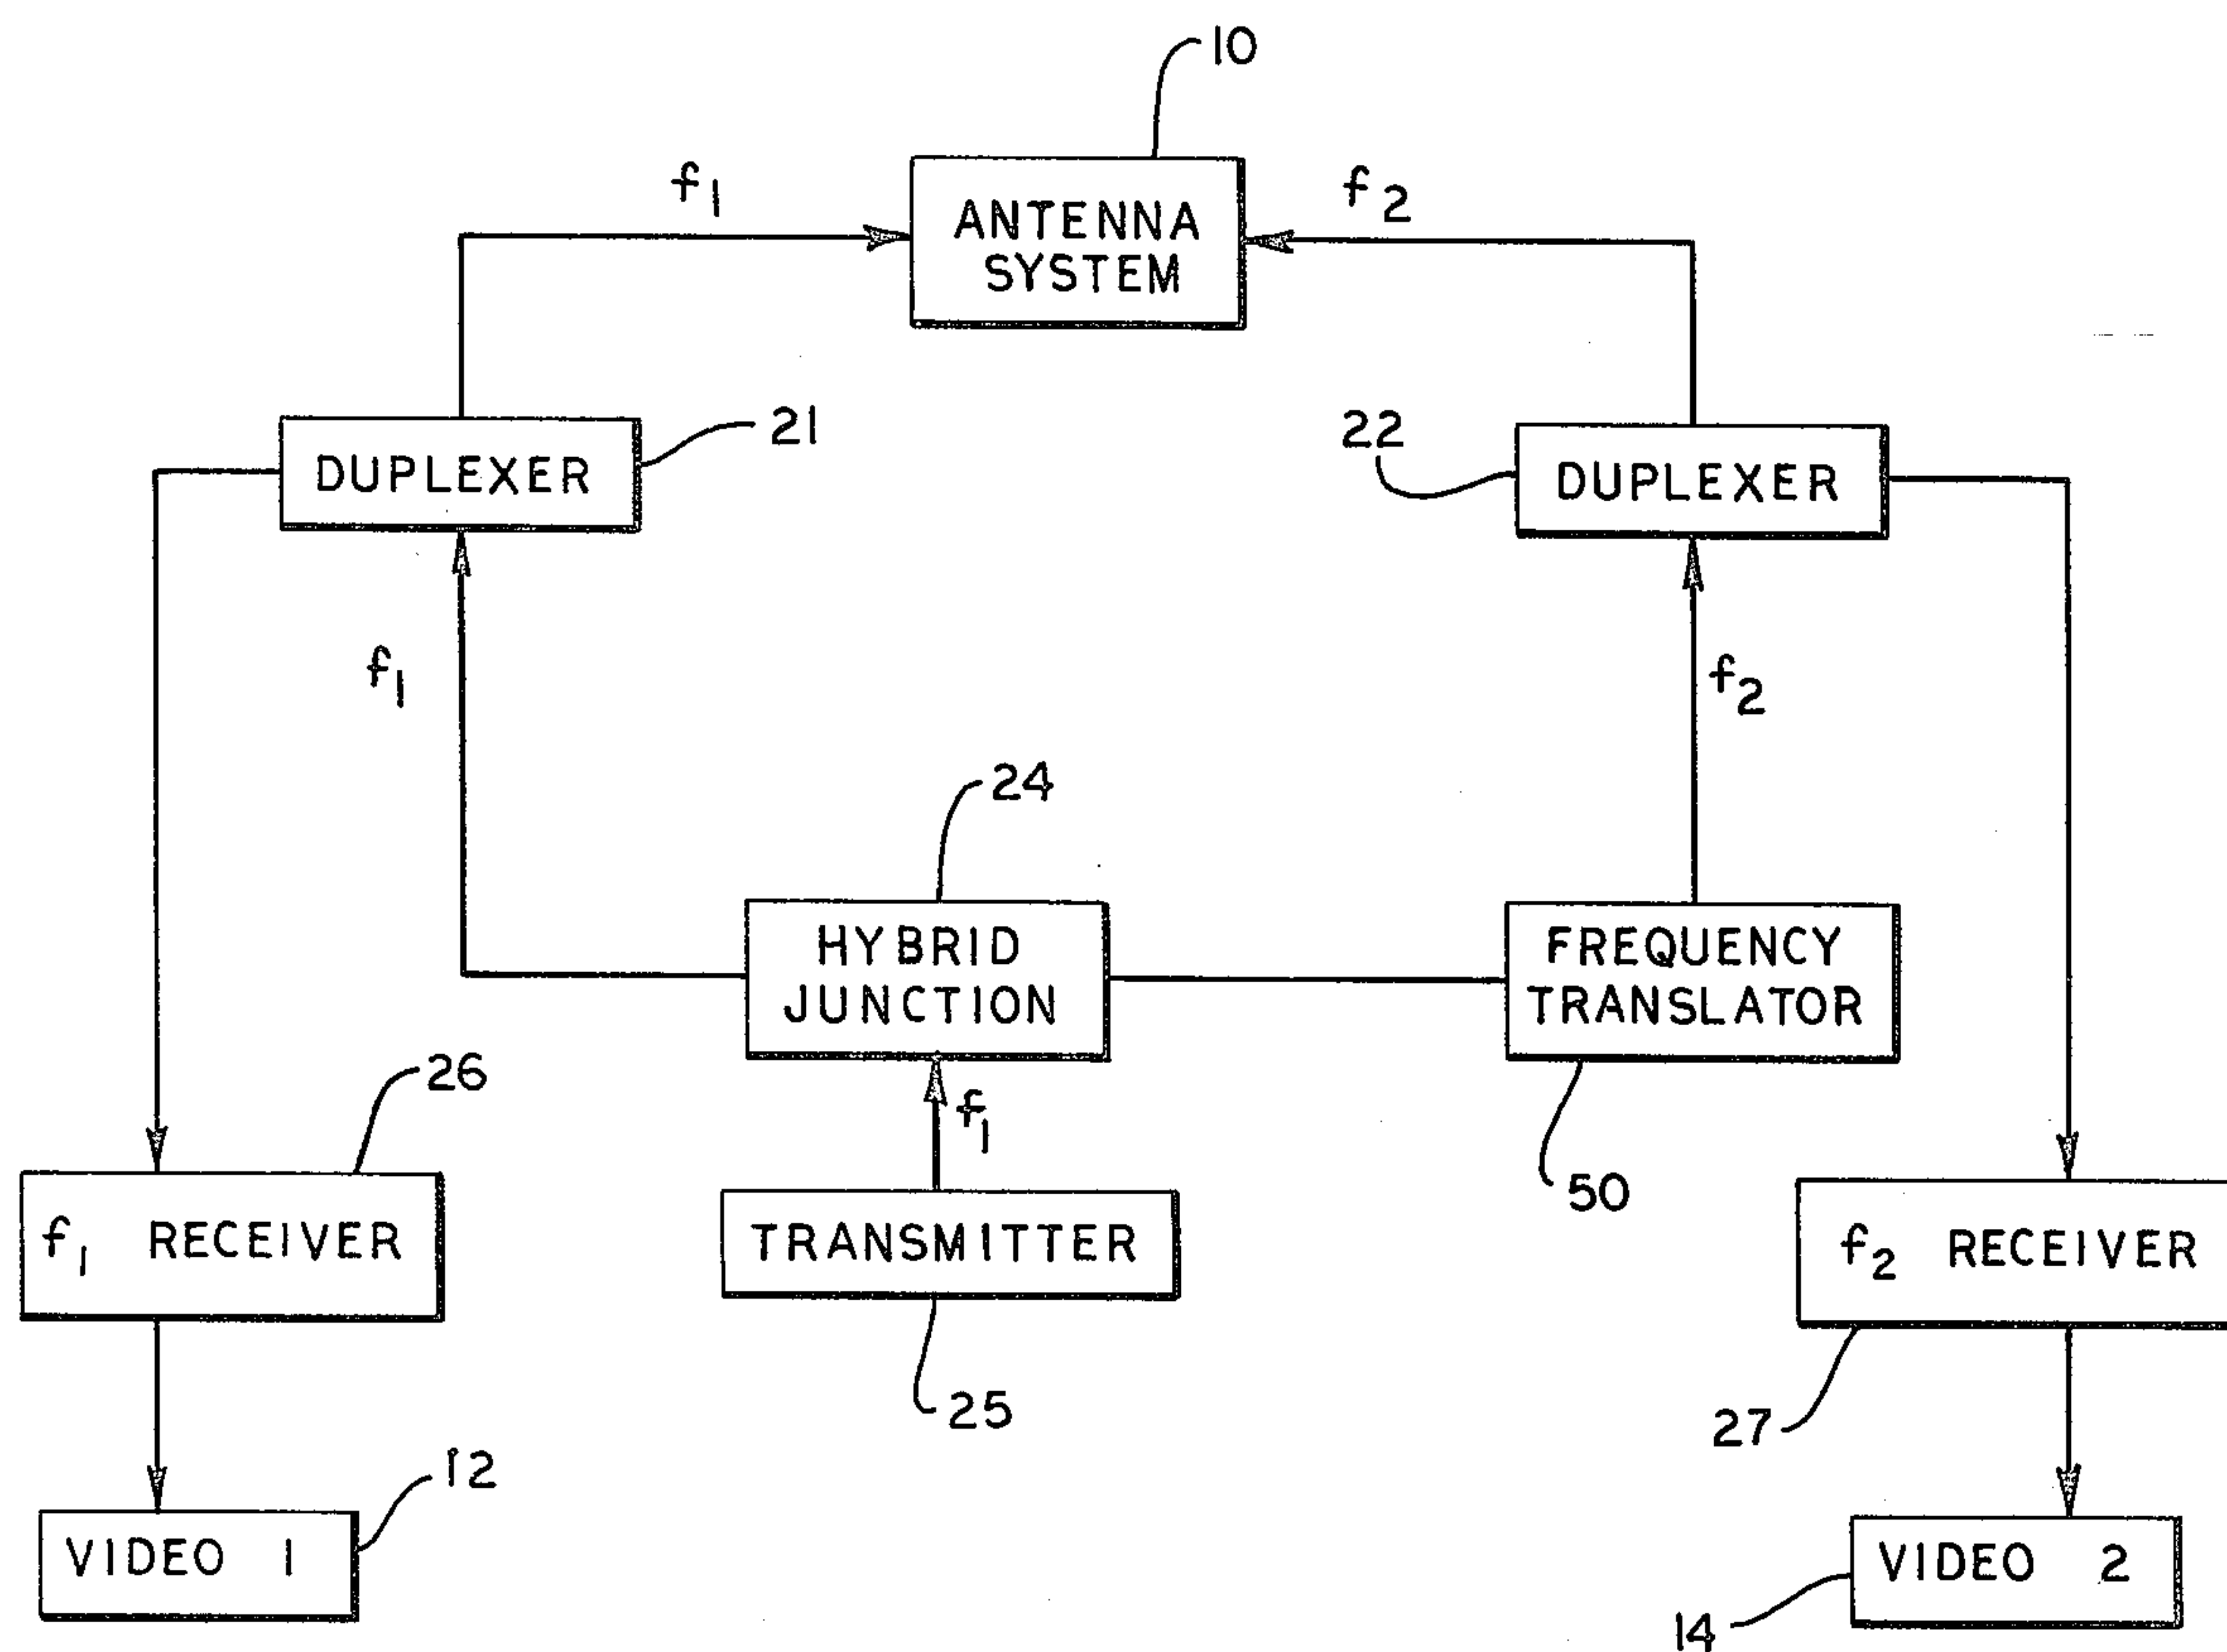 10
f1
ANTENNA
SYSTEM
f2
DUPLEXER
21
22
DUPLEXER
f1
f2
24
HYBRID
JUNCTION
FREQUENCY
TRANSLATOR
26
f1
50
f1 RECEIVER
TRANSMITTER
f2 RECEIVER
25
27
12
VIDEO 1
VIDEO 2
14